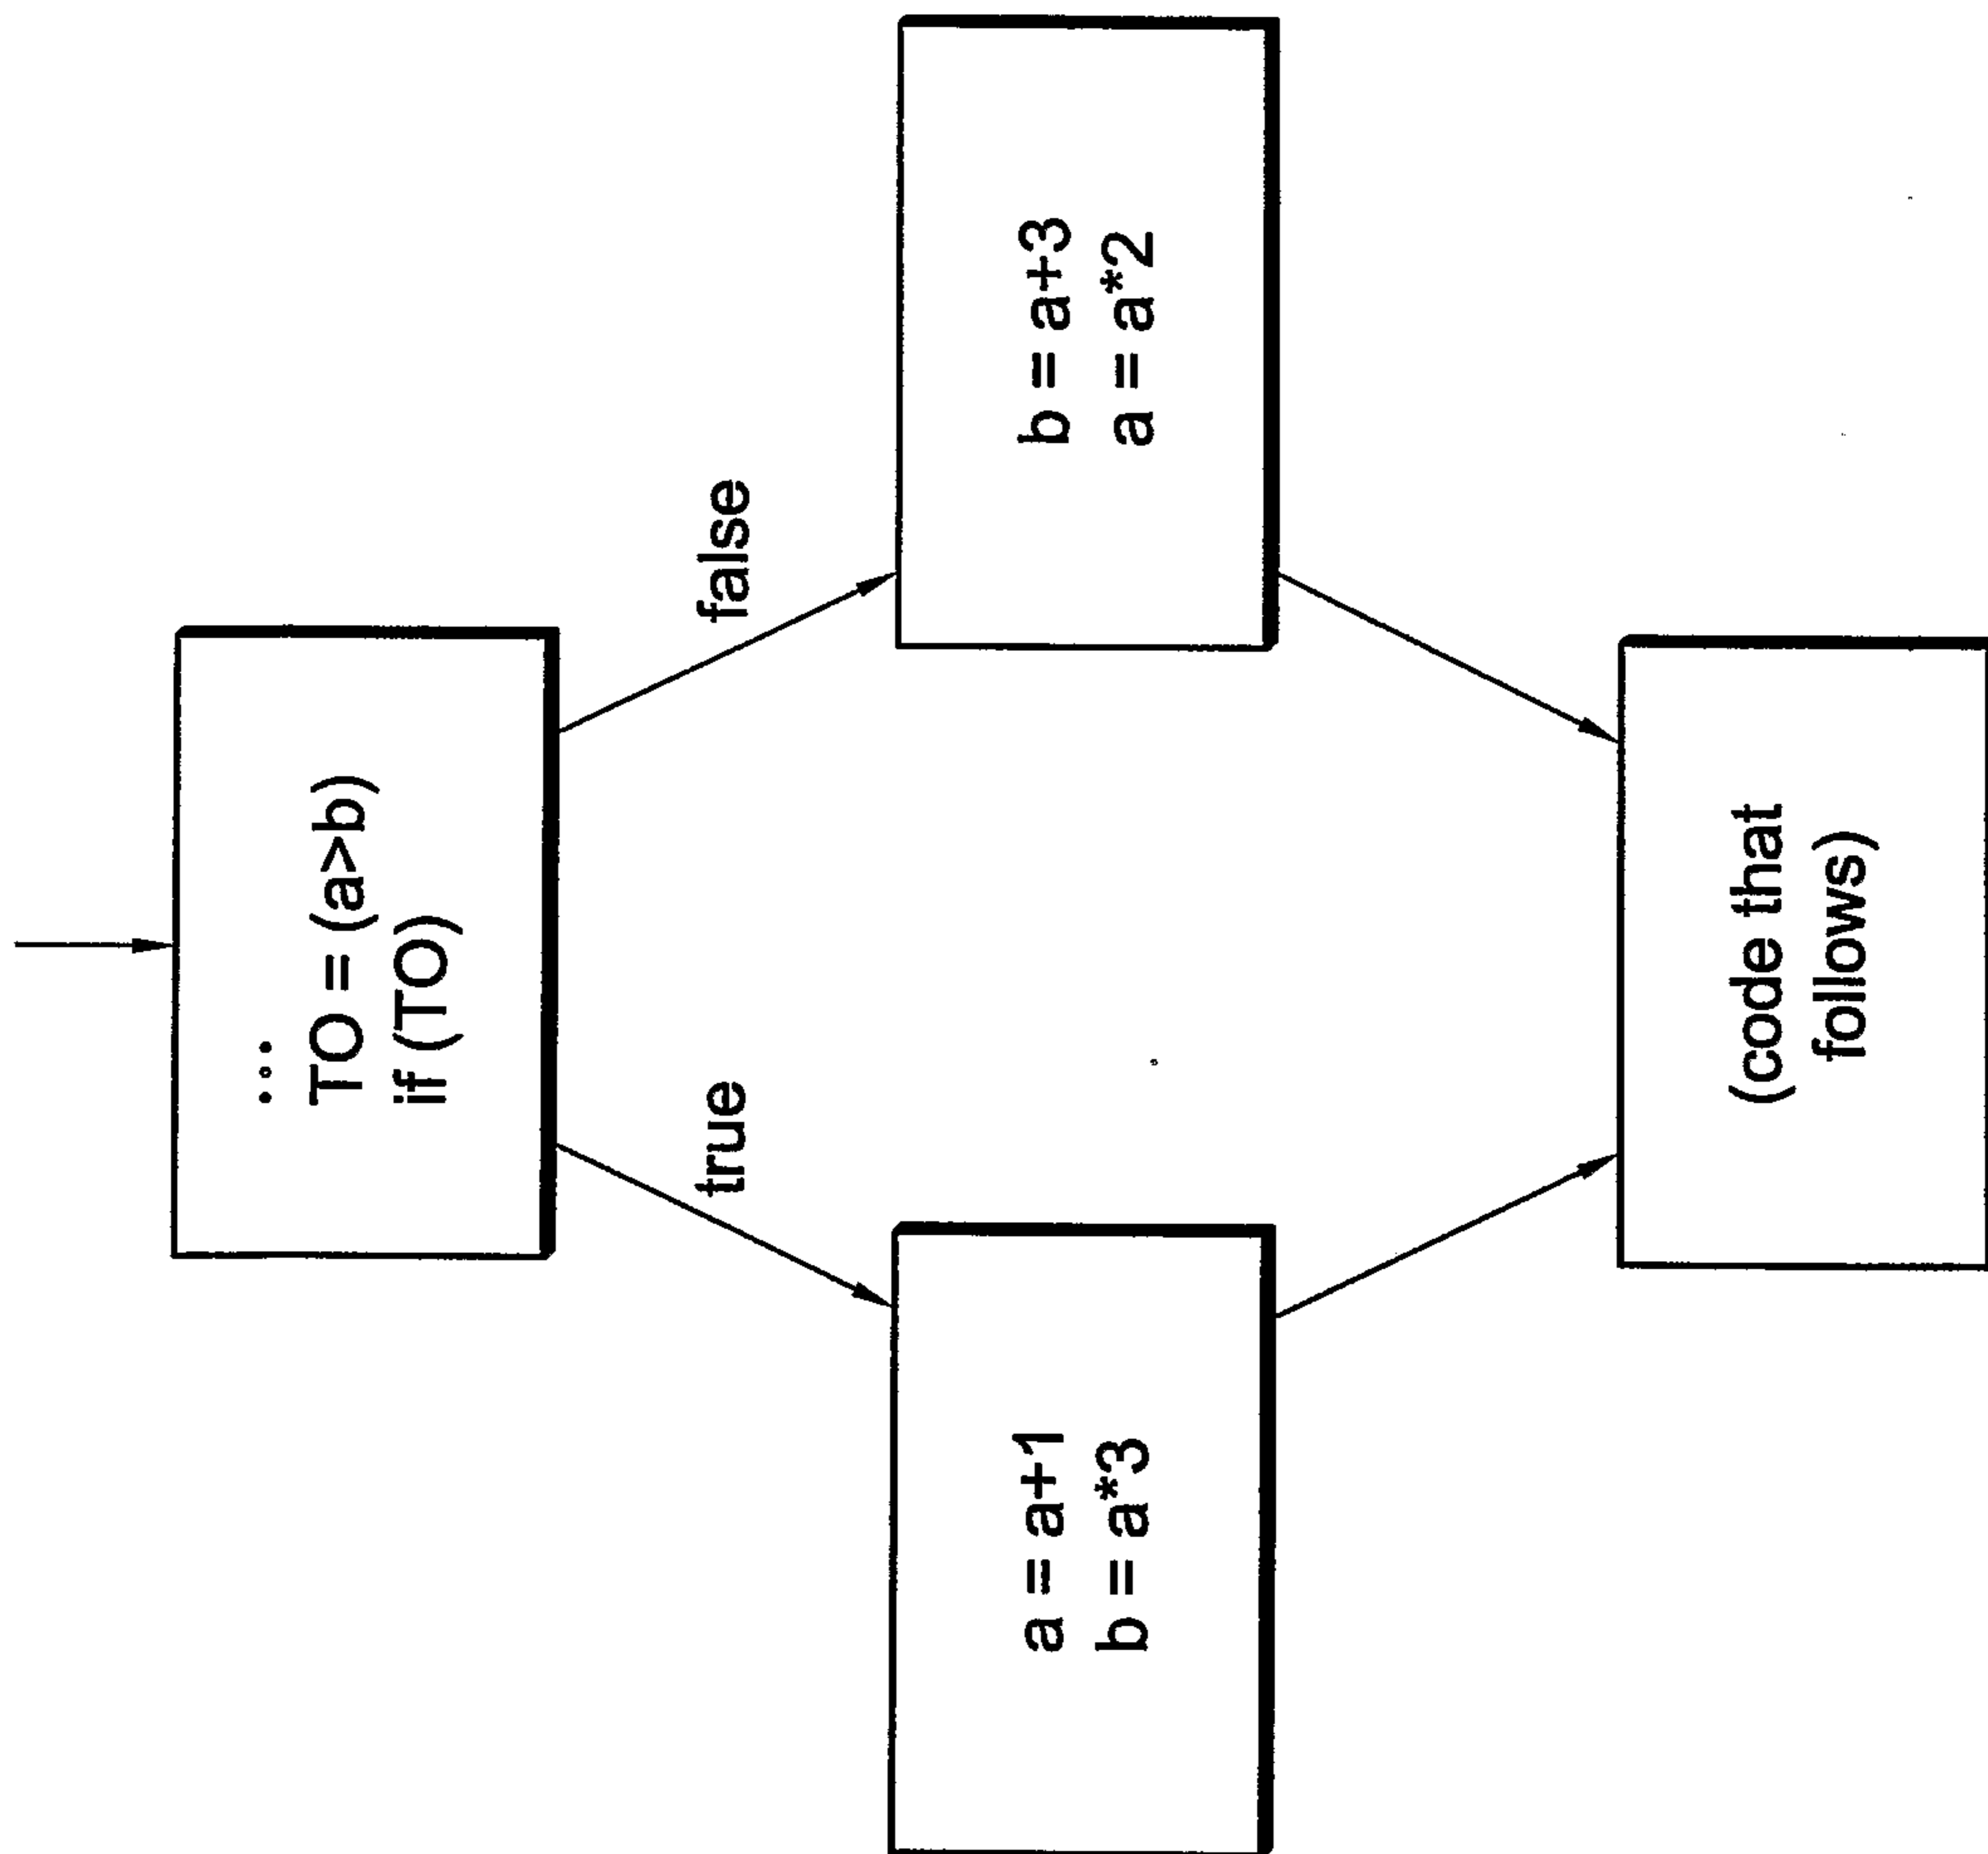 ...
TO = (a>b)
if (TO)
true
false
a = a+1
b = a*3
b = a+3
a = a*2
(code that
follows)